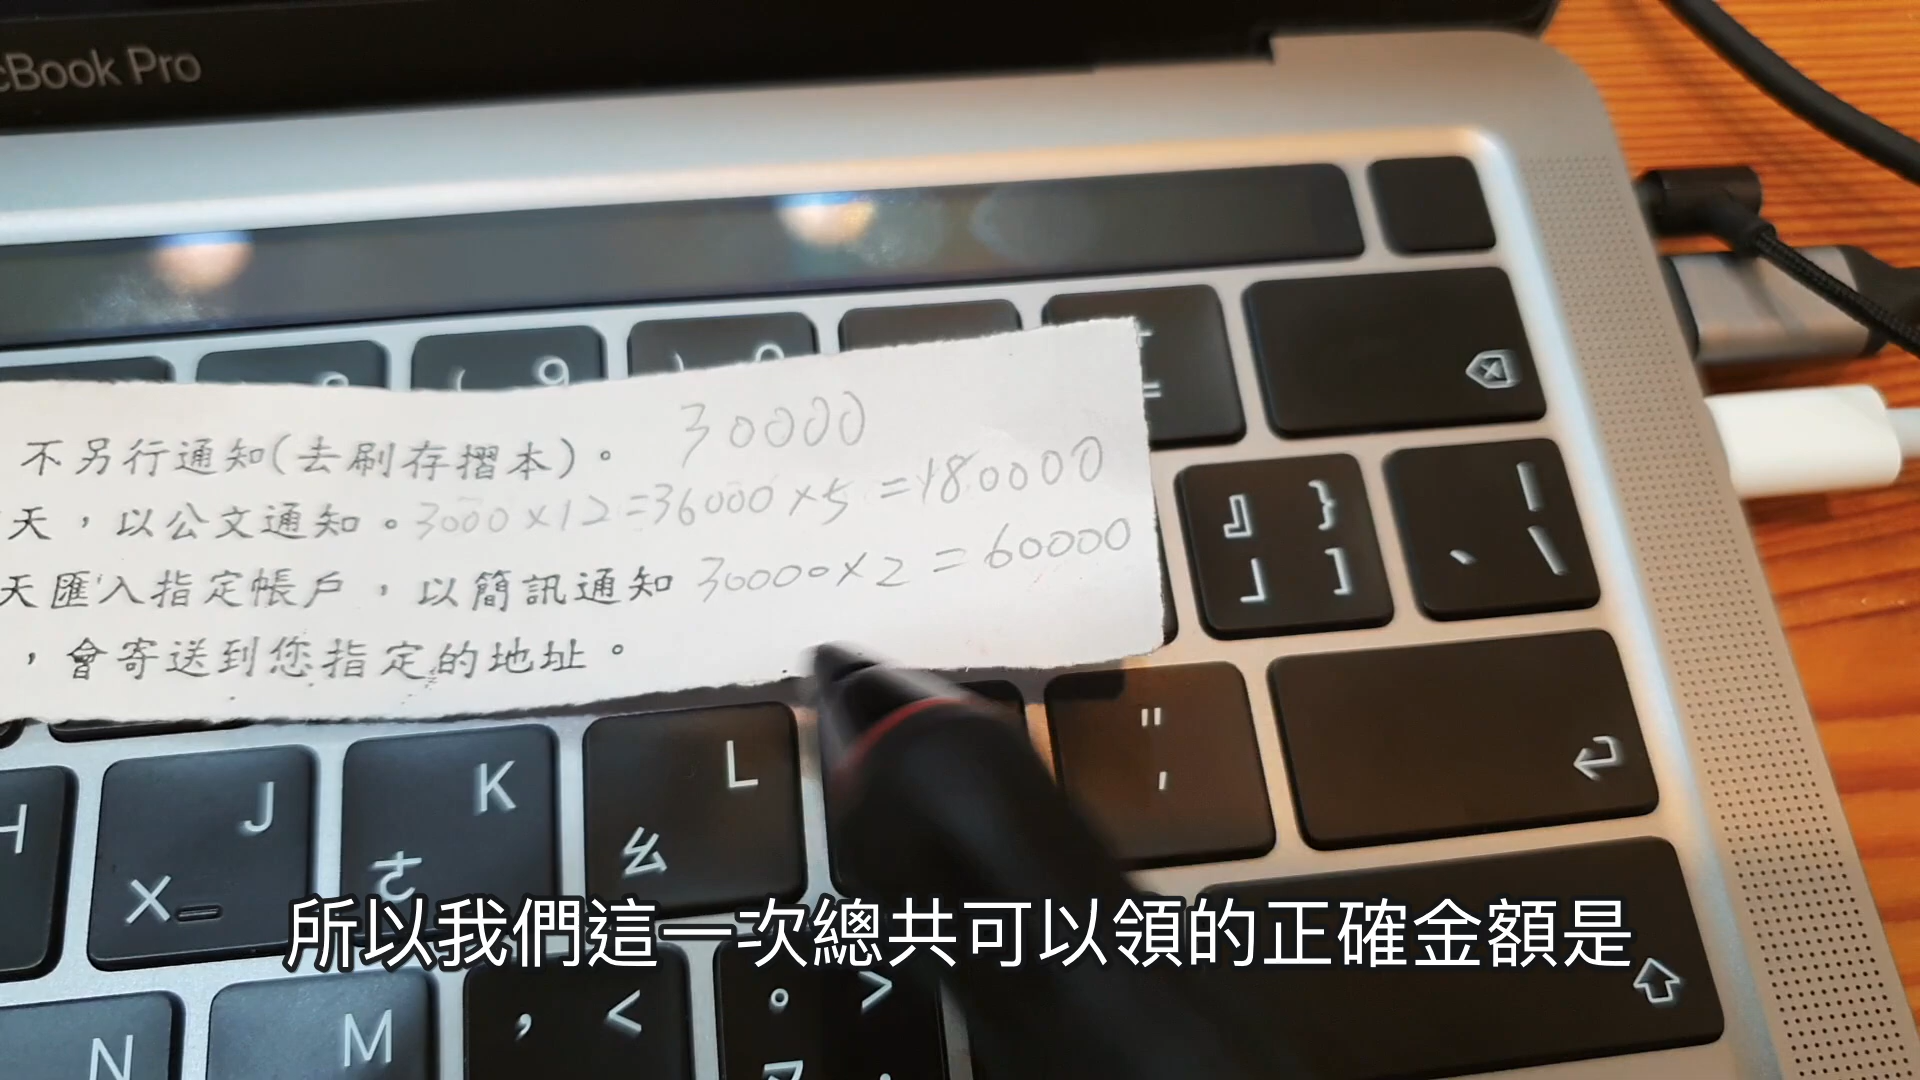 cBook Pro
30000
不另行通知(去刷存摺本)。
天，以公文通知。3000×12=36000×5=180000
天匯入指定帳戶，以簡訊通知 30000×2=60000
，會寄送到您指定的地址。
9
=
』 }
」 ]
|
、 \
H
J
X
K
さ
L
幺
"
,
N
M
, <
。 >
所以我們這一次總共可以領的正確金額是